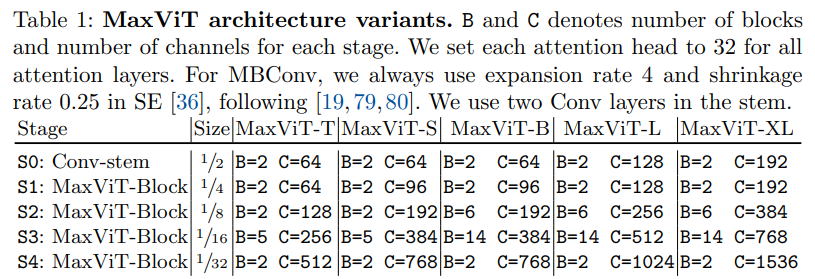 Table 1: MaxViT architecture variants. B and C denotes number of blocks
and number of channels for each stage. We set each attention head to 32 for all
attention layers. For MBConv, we always use expansion rate 4 and shrinkage
rate 0.25 in SE [36], following [19,79,80]. We use two Conv layers in the stem.
Stage Size MaxViT-T MaxViT-S MaxViT-B MaxViT-L MaxViT-XL
S0: Conv-stem 1/2 B=2 C=64 B=2 C=64 B=2 C=64 B=2 C=128 B=2 C=192
S1: MaxViT-Block 1/4 B=2 C=64 B=2 C=96 B=2 C=96 B=2 C=128 B=2 C=192
S2: MaxViT-Block 1/8 B=2 C=128 B=2 C=192 B=6 C=192 B=6 C=256 B=6 C=384
S3: MaxViT-Block 1/16 B=5 C=256 B=5 C=384 B=14 C=384 B=14 C=512 B=14 C=768
S4: MaxViT-Block 1/32 B=2 C=512 B=2 C=768 B=2 C=768 B=2 C=1024 B=2 C=1536